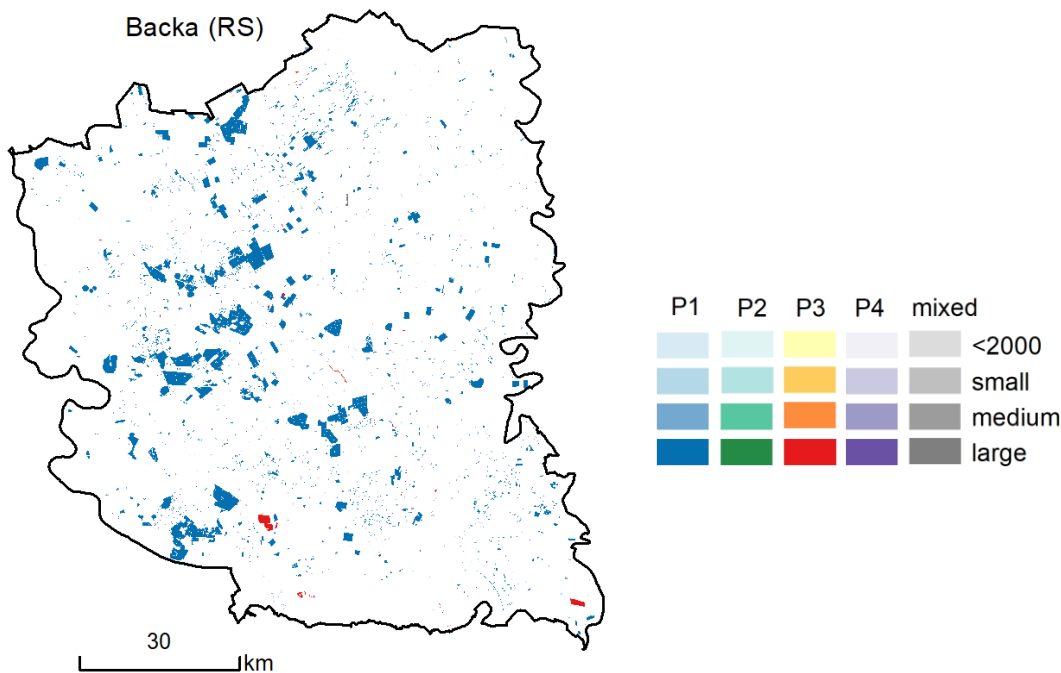 Backa (RS)
P1 P2 P3 P4 mixed
<2000
small
medium
large
30
km